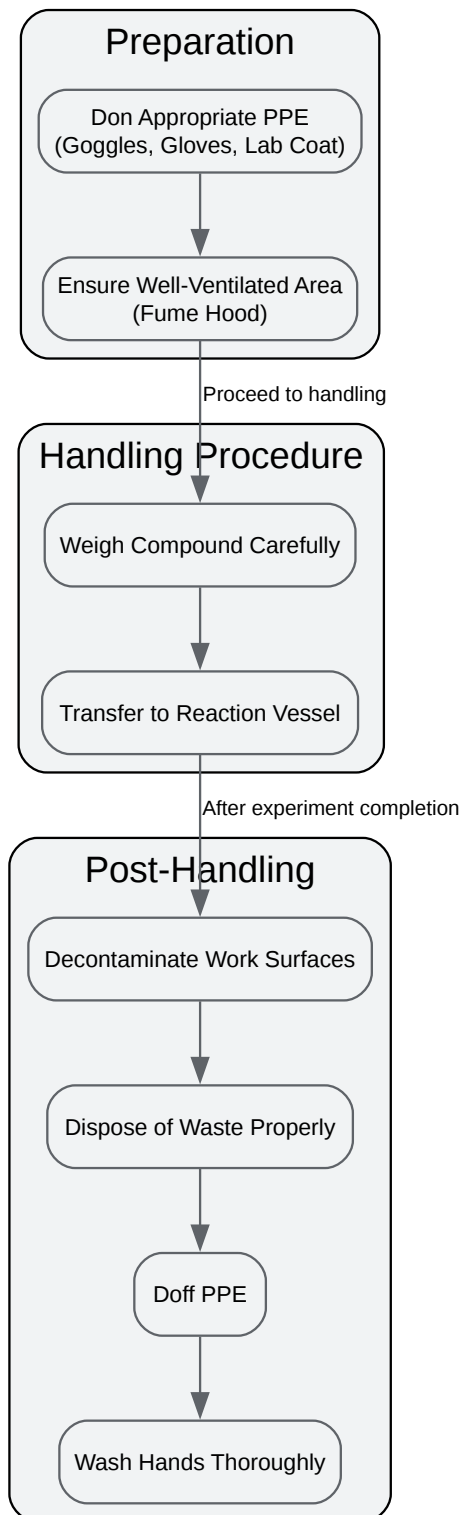 Preparation
Don Appropriate PPE
(Goggles, Gloves, Lab Coat)
Ensure Well-Ventilated Area
(Fume Hood)
Proceed to handling
Handling Procedure
Weigh Compound Carefully
Transfer to Reaction Vessel
After experiment completion
Post-Handling
Decontaminate Work Surfaces
Dispose of Waste Properly
Doff PPE
Wash Hands Thoroughly